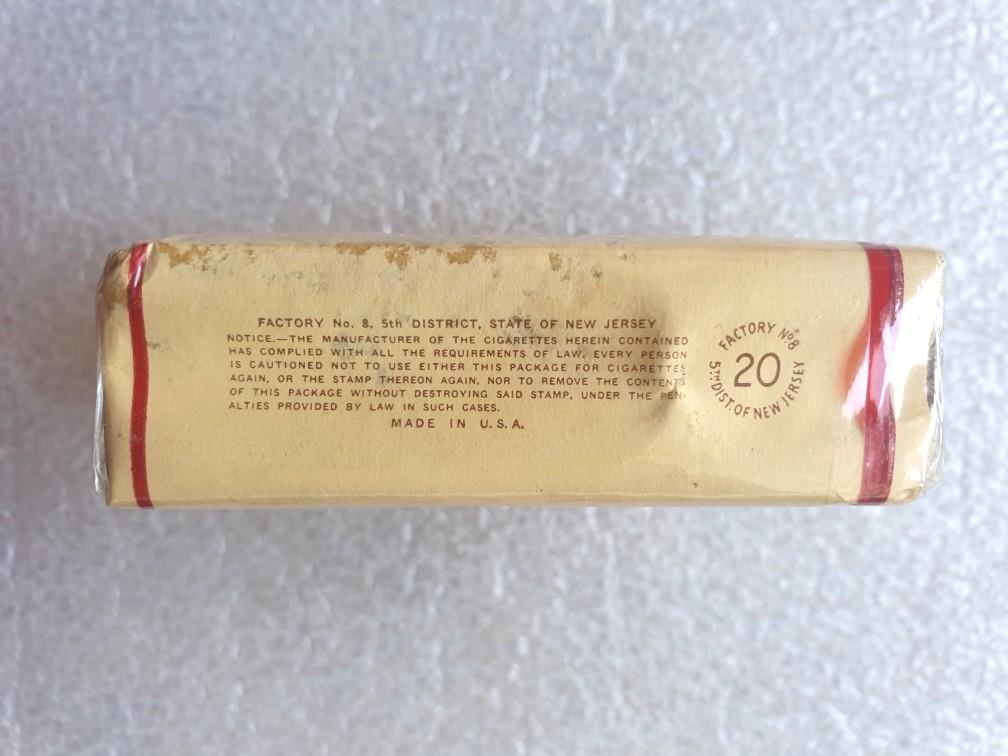 FACTORY No. 8, 5th DISTRICT, STATE OF NEW JERSEY
NOTICE.—THE MANUFACTURER OF THE CIGARETTES HEREIN CONTAINED
HAS COMPLIED WITH ALL THE REQUIREMENTS OF LAW. EVERY PERSON
IS CAUTIONED NOT TO USE EITHER THIS PACKAGE FOR CIGARETTES
AGAIN, OR THE STAMP THEREON AGAIN, NOR TO REMOVE THE CONTENTS
OF THIS PACKAGE WITHOUT DESTROYING SAID STAMP, UNDER THE PEN-
ALTIES PROVIDED BY LAW IN SUCH CASES.
MADE IN U.S.A.
FACTORY No 8
20
5TH DIST. OF NEW JERSEY